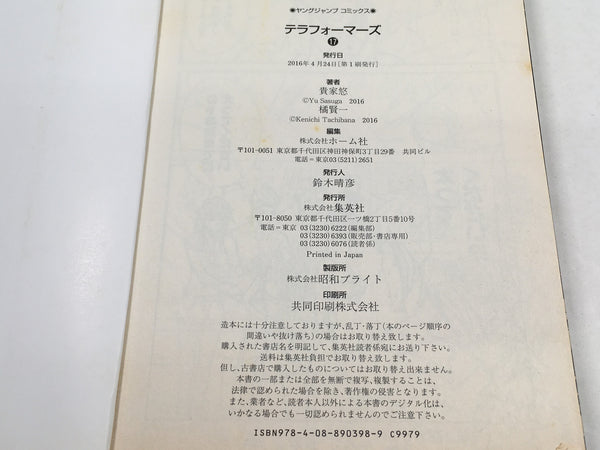 ●ヤングジャンプ コミックス●
テラフォーマーズ
⑰
発行日
2016年4月24日[第1刷発行]
著者
貴家悠
©Yu Sasuga 2016
橘賢一
©Kenichi Tachibana 2016
編集
株式会社ホーム社
〒101-0051 東京都千代田区神田神保町3丁目29番 共同ビル
電話＝東京03(5211)2651
発行人
鈴木晴彦
発行所
株式会社集英社
〒101-8050 東京都千代田区一ツ橋2丁目5番10号
電話＝東京 03(3230)6222(編集部)
03(3230)6393(販売部・書店専用)
03(3230)6076(読者係)
Printed in Japan
製版所
株式会社昭和ブライト
印刷所
共同印刷株式会社
造本には十分注意しておりますが、乱丁・落丁(本のページ順序の
間違いや抜け落ち)の場合はお取り替え致します。
購入された書店名を明記して、集英社読者係宛にお送り下さい。
送料は集英社負担でお取り替え致します。
但し、古書店で購入したものについてはお取り替え出来ません。
本書の一部または全部を無断で複写、複製することは、
法律で認められた場合を除き、著作権の侵害となります。
また、業者など、読者本人以外による本書のデジタル化は、
いかなる場合でも一切認められませんのでご注意下さい。
ISBN978-4-08-890398-9 C9979